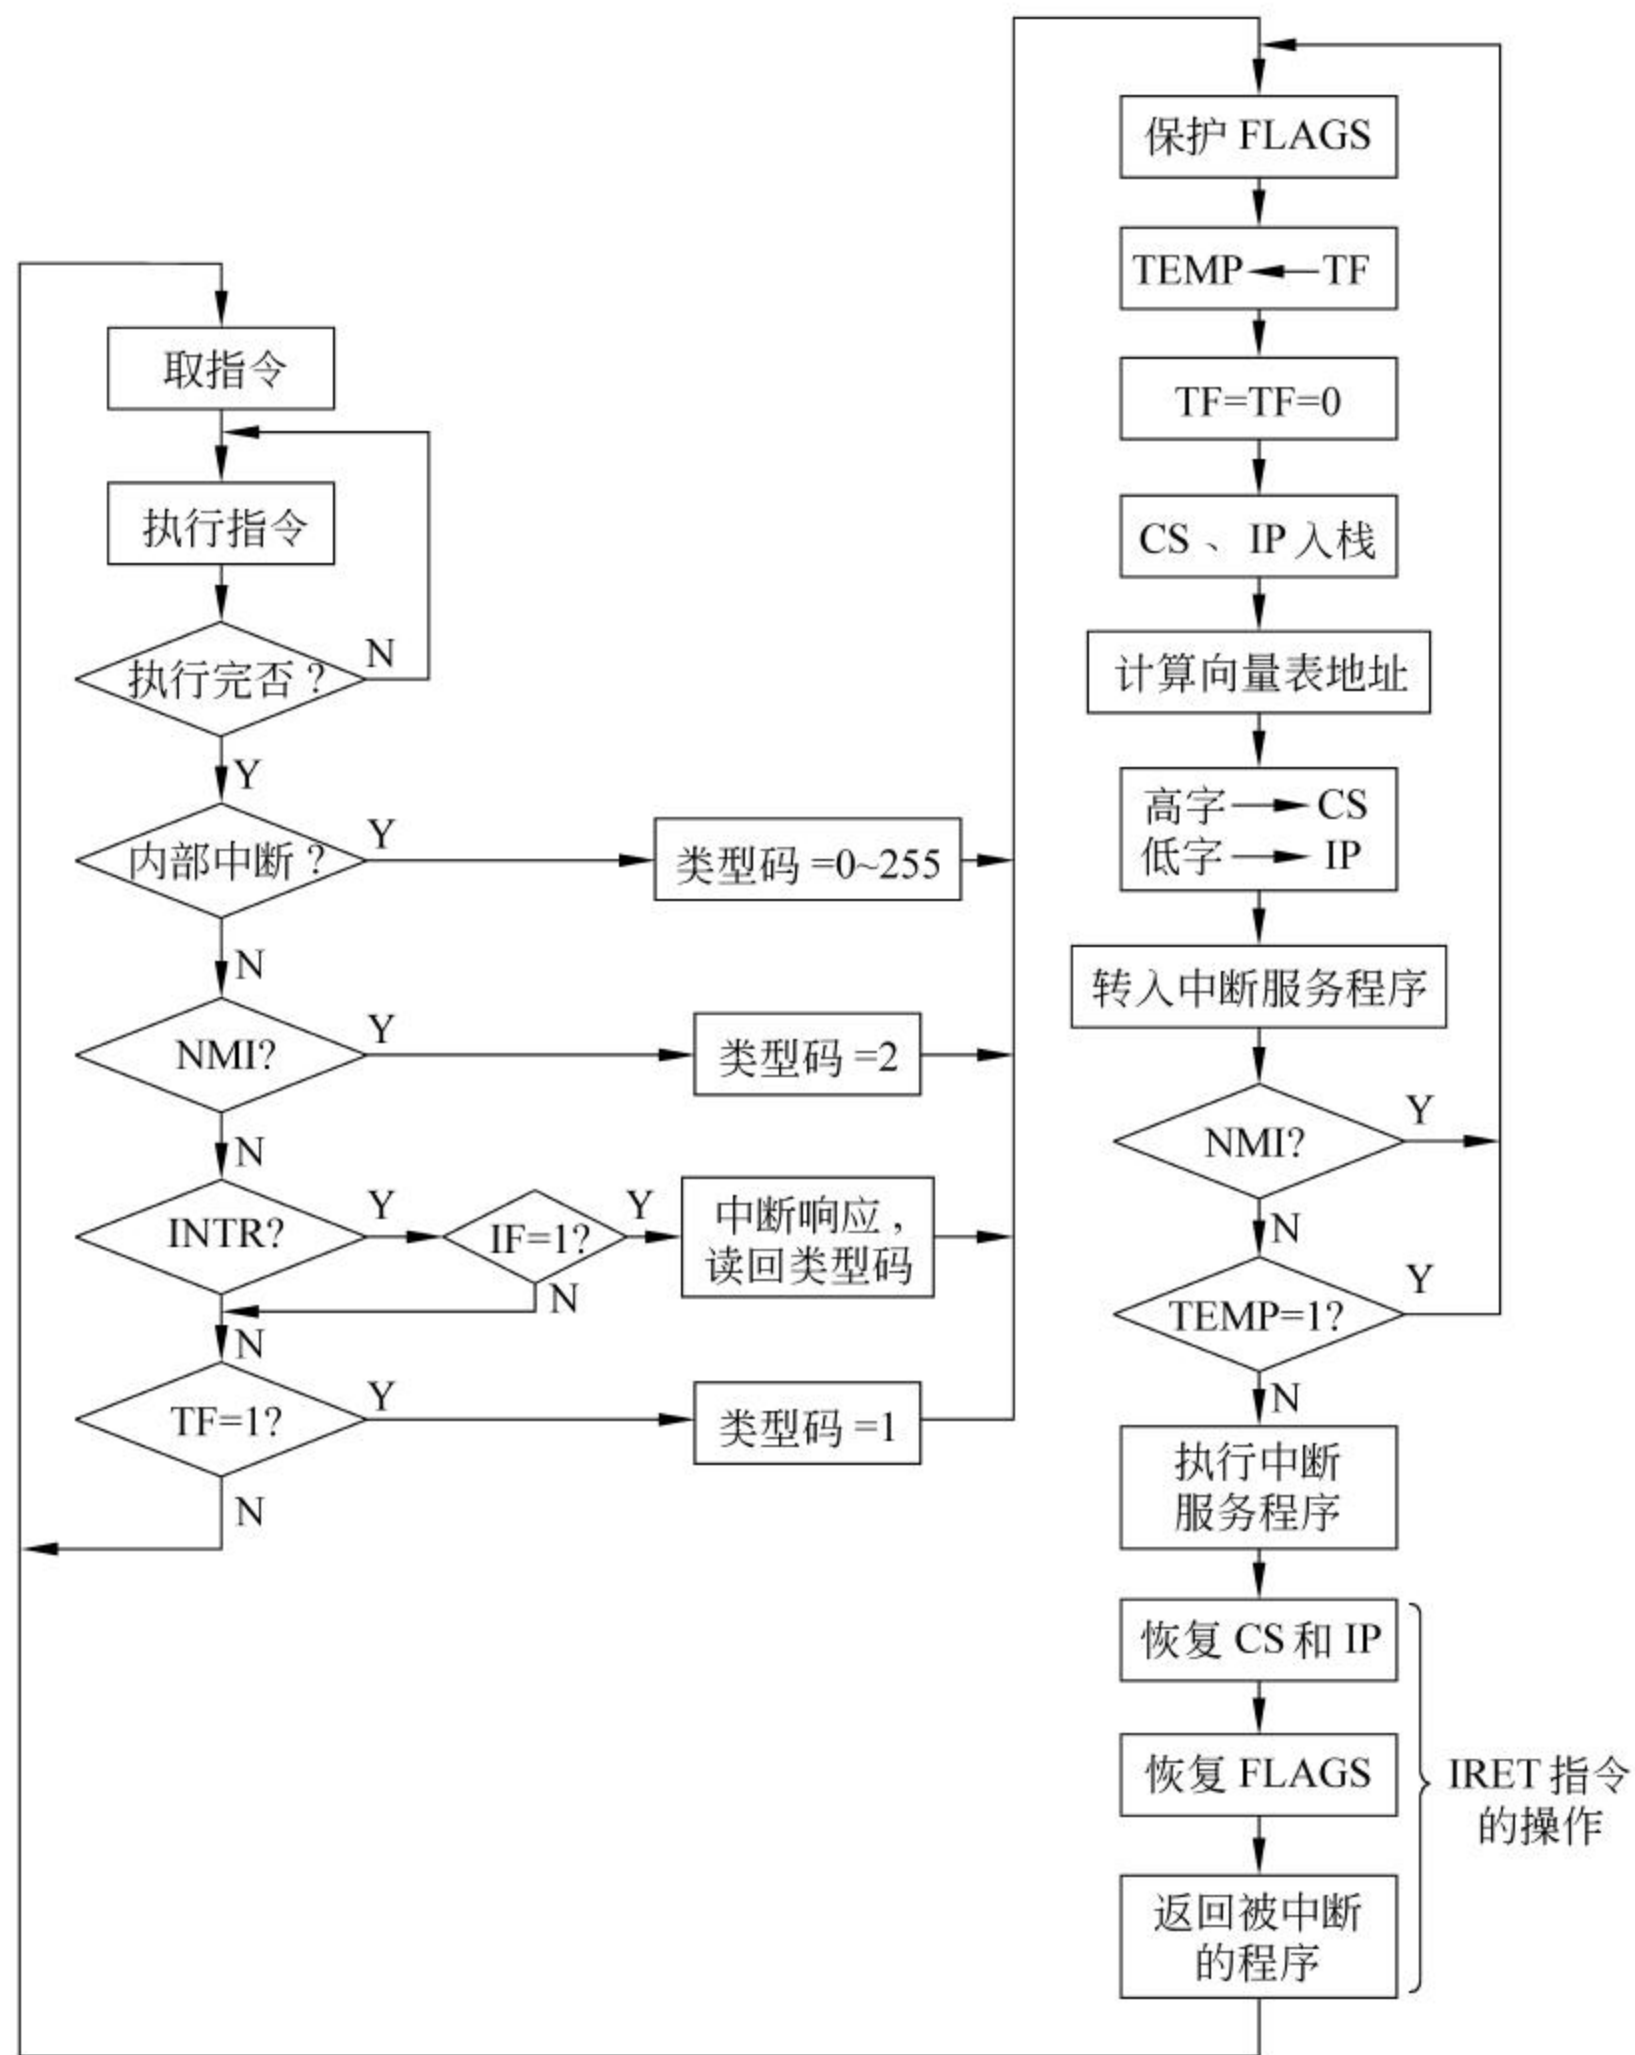 取指令
执行指令
执行完否?
N
Y
内部中断?
Y
类型码=0~255
N
NMI?
Y
类型码=2
N
INTR?
Y
IF=1?
Y
中断响应,
读回类型码
N
N
TF=1?
Y
类型码=1
N
保护 FLAGS
TEMP←TF
TF=TF=0
CS、IP入栈
计算向量表地址
高字→CS
低字→IP
转入中断服务程序
NMI?
Y
N
TEMP=1?
Y
N
执行中断
服务程序
恢复 CS 和 IP
恢复 FLAGS
返回被中断
的程序
IRET 指令
的操作